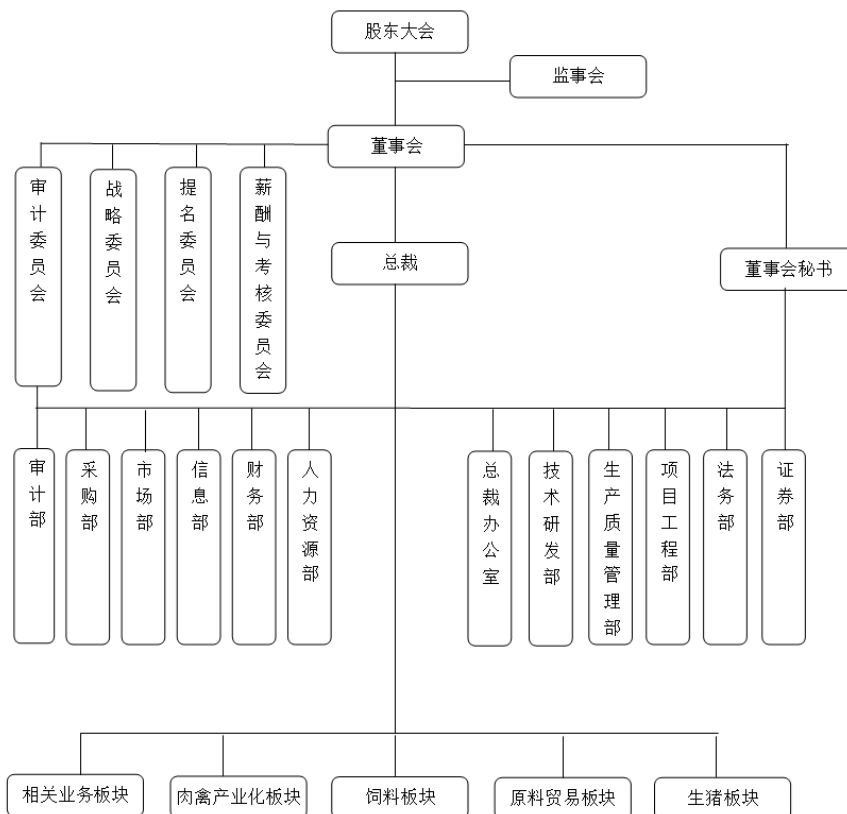 股东大会
监事会
董事会
审计委员会
战略委员会
提名委员会
薪酬与考核委员会
总裁
董事会秘书
审计部
采购部
市场部
信息部
财务部
人力资源部
总裁办公室
技术研发部
生产质量管理部
项目工程部
法务部
证券部
相关业务板块
肉禽产业化板块
饲料板块
原料贸易板块
生猪板块